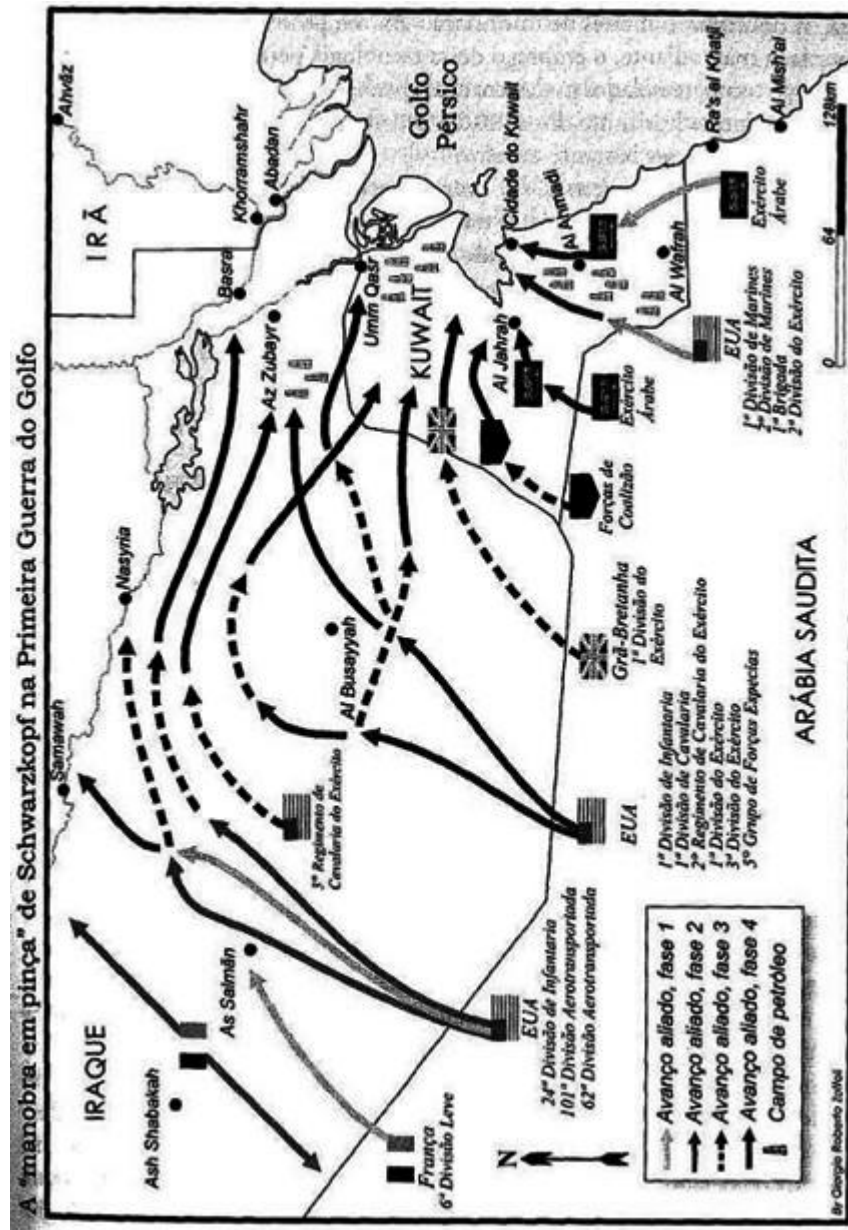 A "manobra em pinça" de Schwarzkopf na Primeira Guerra do Golfo
IRAQUE
IRÃ
Ahvãz
Samawah
Nasyria
Basra
Khorramshahr
Abadan
Ash Shabakah
As Salmãn
3º Regimento de
Cavalaria do Exército
Al Busayyah
Az Zubayr
Umm Qasr
Golfo
Pérsico
KUWAIT
Cidade do Kuwait
Al Jahrah
Al Ahmadi
Al Wafrah
Ra's al Khafji
Al Mish'al
França
6ª Divisão Leve
EUA
24ª Divisão de Infantaria
101ª Divisão Aerotransportada
62ª Divisão Aerotransportada
EUA
1ª Divisão de Infantaria
1ª Divisão de Cavalaria
2º Regimento de Cavalaria do Exército
1ª Divisão do Exército
3ª Divisão do Exército
5º Grupo de Forças Especias
Grã-Bretanha
1ª Divisão do
Exército
Forças de
Coolizão
Exército
Árabe
EUA
1ª Divisão de Marines
2ª Divisão de Marines
1ª Brigada
2ª Divisão do Exército
Exército
Árabe
ARÁBIA SAUDITA
N
Avanço aliado, fase 1
Avanço aliado, fase 2
Avanço aliado, fase 3
Avanço aliado, fase 4
Campo de petróleo
0 64 128km